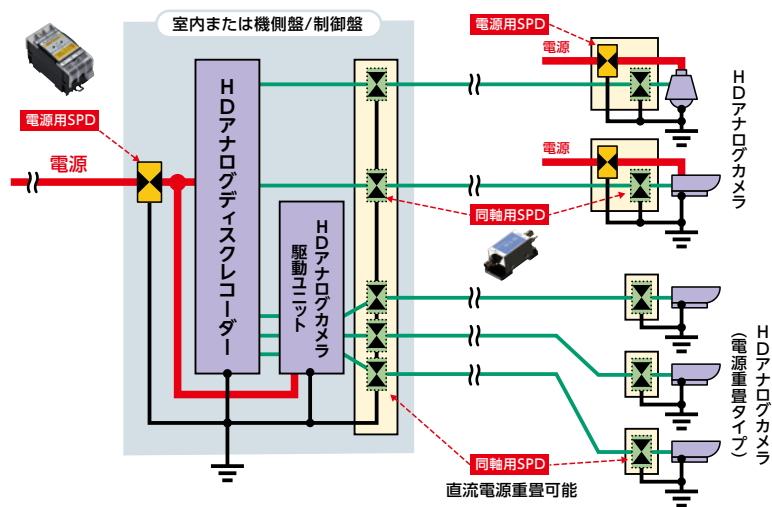 室内または機側盤/制御盤
電源用SPD
電源
HDアナログディスクレコーダー
HDアナログカメラ
駆動ユニット
電源用SPD
電源
電源
HDアナログカメラ
同軸用SPD
HDアナログカメラ
(電源重畳タイプ)
同軸用SPD
直流電源重畳可能